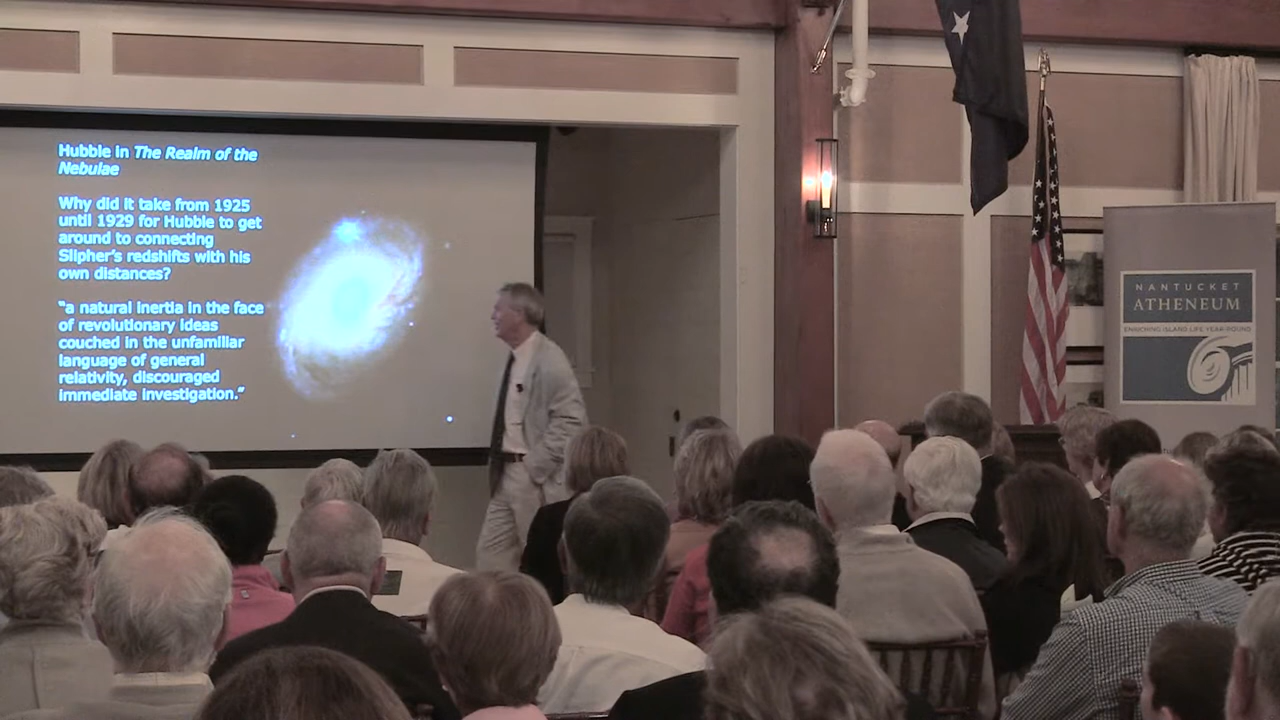 Hubble in The Realm of the
Nebulae
Why did it take from 1925
until 1929 for Hubble to get
around to connecting
Slipher's redshifts with his
own distances?
"a natural inertia in the face
of revolutionary ideas
couched in the unfamiliar
language of general
relativity, discouraged
immediate investigation."
NANTUCKET
ATHENEUM
ENRICHING ISLAND LIFE YEAR-ROUND